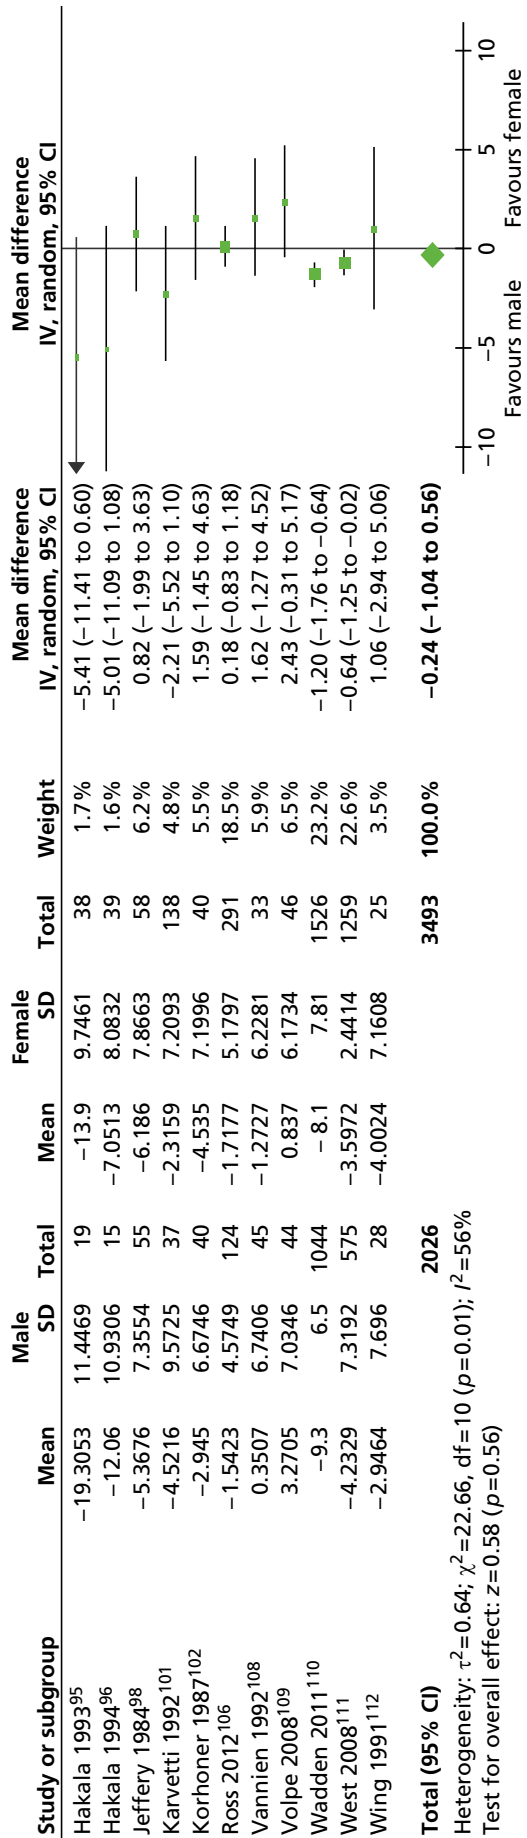 Male Female Mean difference Mean difference
Study or subgroup Mean SD Total Mean SD Total Weight IV, random, 95% CI IV, random, 95% CI
Hakala 1993⁹⁵ −19.3053 11.4469 19 −13.9 9.7461 38 1.7% −5.41 (−11.41 to 0.60)
Hakala 1994⁹⁶ −12.06 10.9306 15 −7.0513 8.0832 39 1.6% −5.01 (−11.09 to 1.08)
Jeffery 1984⁹⁸ −5.3676 7.3554 55 −6.186 7.8663 58 6.2% 0.82 (−1.99 to 3.63)
Karvetti 1992¹⁰¹ −4.5216 9.5725 37 −2.3159 7.2093 138 4.8% −2.21 (−5.52 to 1.10)
Korhoner 1987¹⁰² −2.945 6.6746 40 −4.535 7.1996 40 5.5% 1.59 (−1.45 to 4.63)
Ross 2012¹⁰⁶ −1.5423 4.5749 124 −1.7177 5.1797 291 18.5% 0.18 (−0.83 to 1.18)
Vannien 1992¹⁰⁸ 0.3507 6.7406 45 −1.2727 6.2281 33 5.9% 1.62 (−1.27 to 4.52)
Volpe 2008¹⁰⁹ 3.2705 7.0346 44 0.837 6.1734 46 6.5% 2.43 (−0.31 to 5.17)
Wadden 2011¹¹⁰ −9.3 6.5 1044 − 8.1 7.81 1526 23.2% −1.20 (−1.76 to −0.64)
West 2008¹¹¹ −4.2329 7.3192 575 −3.5972 2.4414 1259 22.6% −0.64 (−1.25 to −0.02)
Wing 1991¹¹² −2.9464 7.696 28 −4.0024 7.1608 25 3.5% 1.06 (−2.94 to 5.06)
Total (95% CI) 2026 3493 100.0% −0.24 (−1.04 to 0.56)
Heterogeneity: τ²=0.64; χ²=22.66, df=10 (p=0.01); I²=56%
Test for overall effect: z=0.58 (p=0.56)
−10 −5 0 5 10
Favours male Favours female